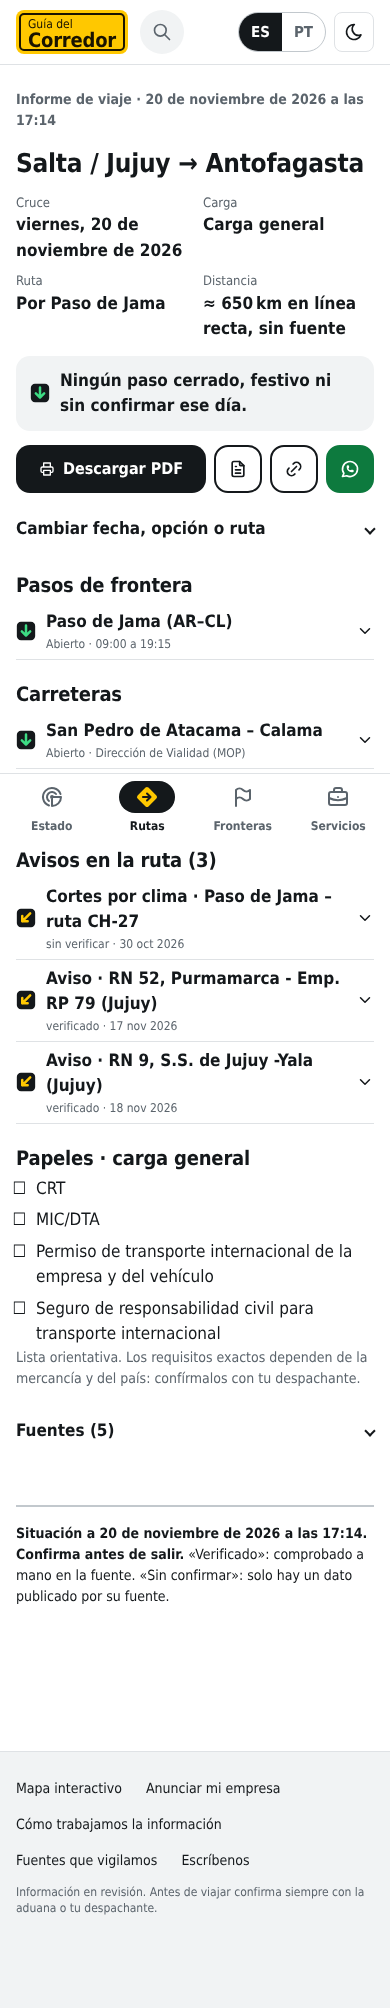 Guía del
Corredor
ES PT
Informe de viaje · 20 de noviembre de 2026 a las
17:14
Salta / Jujuy → Antofagasta
Cruce
viernes, 20 de
noviembre de 2026
Carga
Carga general
Ruta
Por Paso de Jama
Distancia
≈ 650 km en línea
recta, sin fuente
Ningún paso cerrado, festivo ni
sin confirmar ese día.
Descargar PDF
Cambiar fecha, opción o ruta
Pasos de frontera
Paso de Jama (AR–CL)
Abierto · 09:00 a 19:15
Carreteras
San Pedro de Atacama – Calama
Abierto · Dirección de Vialidad (MOP)
Estado
Rutas
Fronteras
Servicios
Avisos en la ruta (3)
Cortes por clima · Paso de Jama –
ruta CH-27
sin verificar · 30 oct 2026
Aviso · RN 52, Purmamarca - Emp.
RP 79 (Jujuy)
verificado · 17 nov 2026
Aviso · RN 9, S.S. de Jujuy -Yala
(Jujuy)
verificado · 18 nov 2026
Papeles · carga general
☐ CRT
☐ MIC/DTA
☐ Permiso de transporte internacional de la
empresa y del vehículo
☐ Seguro de responsabilidad civil para
transporte internacional
Lista orientativa. Los requisitos exactos dependen de la
mercancía y del país: confírmalos con tu despachante.
Fuentes (5)
Situación a 20 de noviembre de 2026 a las 17:14.
Confirma antes de salir. «Verificado»: comprobado a
mano en la fuente. «Sin confirmar»: solo hay un dato
publicado por su fuente.
Mapa interactivo Anunciar mi empresa
Cómo trabajamos la información
Fuentes que vigilamos Escríbenos
Información en revisión. Antes de viajar confirma siempre con la
aduana o tu despachante.